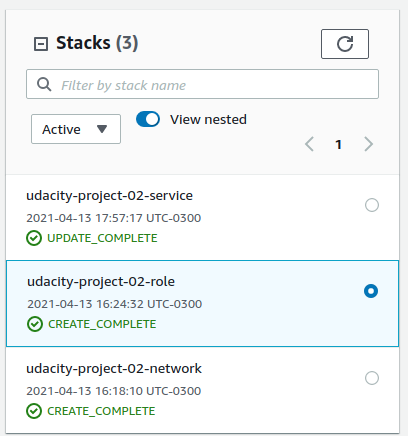 Stacks (3)
Filter by stack name
Active
View nested
1
udacity-project-02-service
2021-04-13 17:57:17 UTC-0300
UPDATE_COMPLETE
udacity-project-02-role
2021-04-13 16:24:32 UTC-0300
CREATE_COMPLETE
udacity-project-02-network
2021-04-13 16:18:10 UTC-0300
CREATE_COMPLETE